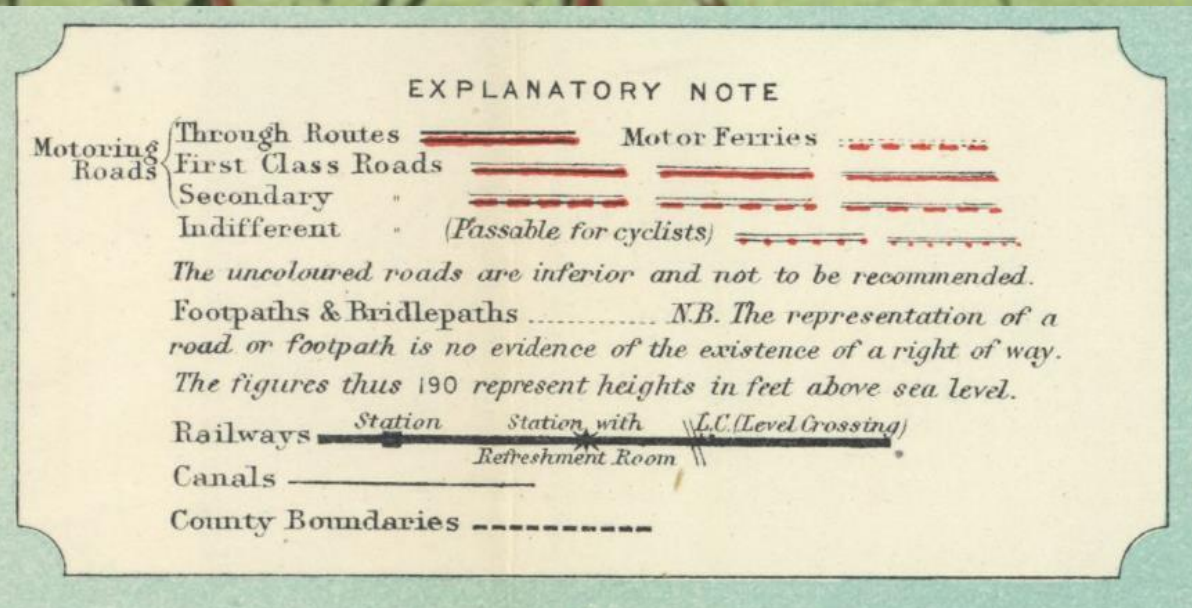 EXPLANATORY NOTE
Motoring Roads
Through Routes Motor Ferries
First Class Roads
Secondary "
Indifferent " (Passable for cyclists)
The uncoloured roads are inferior and not to be recommended.
Footpaths & Bridlepaths ............ N.B. The representation of a
road or footpath is no evidence of the existence of a right of way.
The figures thus 190 represent heights in feet above sea level.
Railways Station Station with L.C. (Level Crossing)
Refreshment Room
Canals
County Boundaries